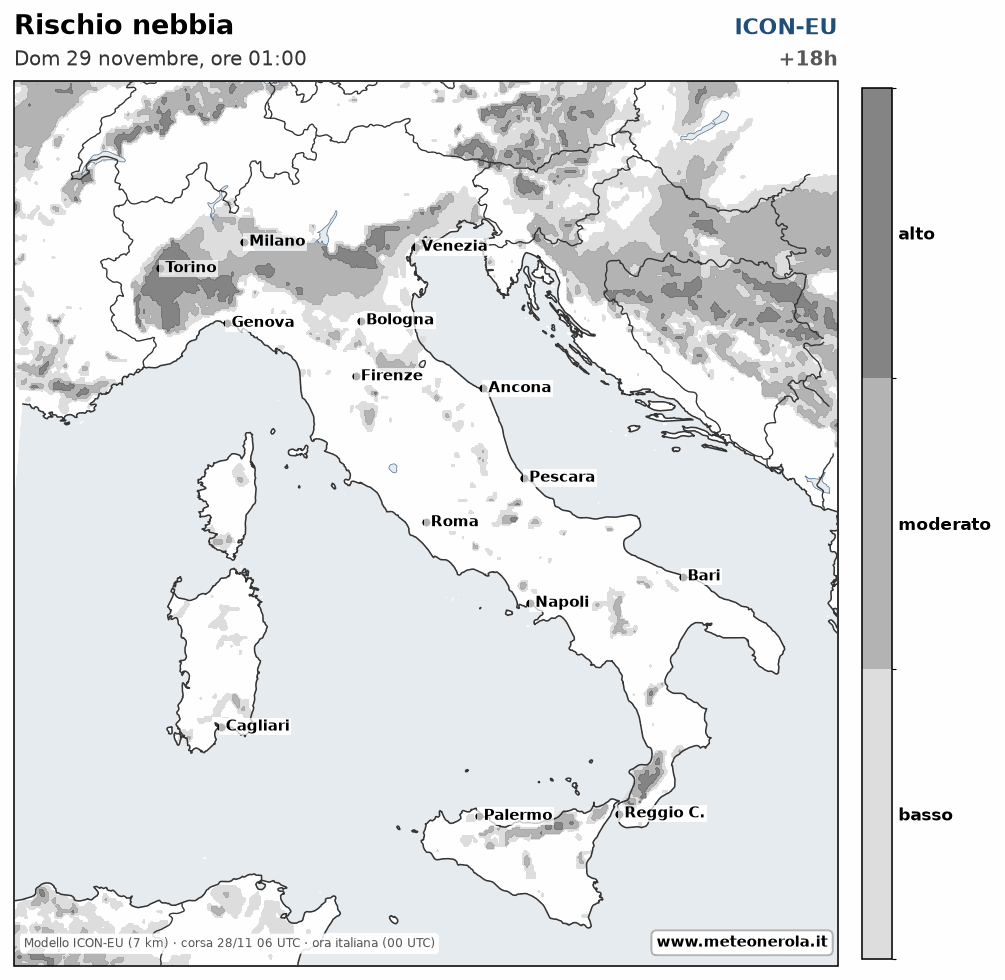 Rischio nebbia
ICON-EU
Dom 29 novembre, ore 01:00
+18h
alto
moderato
basso
Milano
Venezia
Torino
Genova
Bologna
Firenze
Ancona
Pescara
Roma
Bari
Napoli
Cagliari
Palermo
Reggio C.
Modello ICON-EU (7 km) · corsa 28/11 06 UTC · ora italiana (00 UTC)
www.meteonerola.it